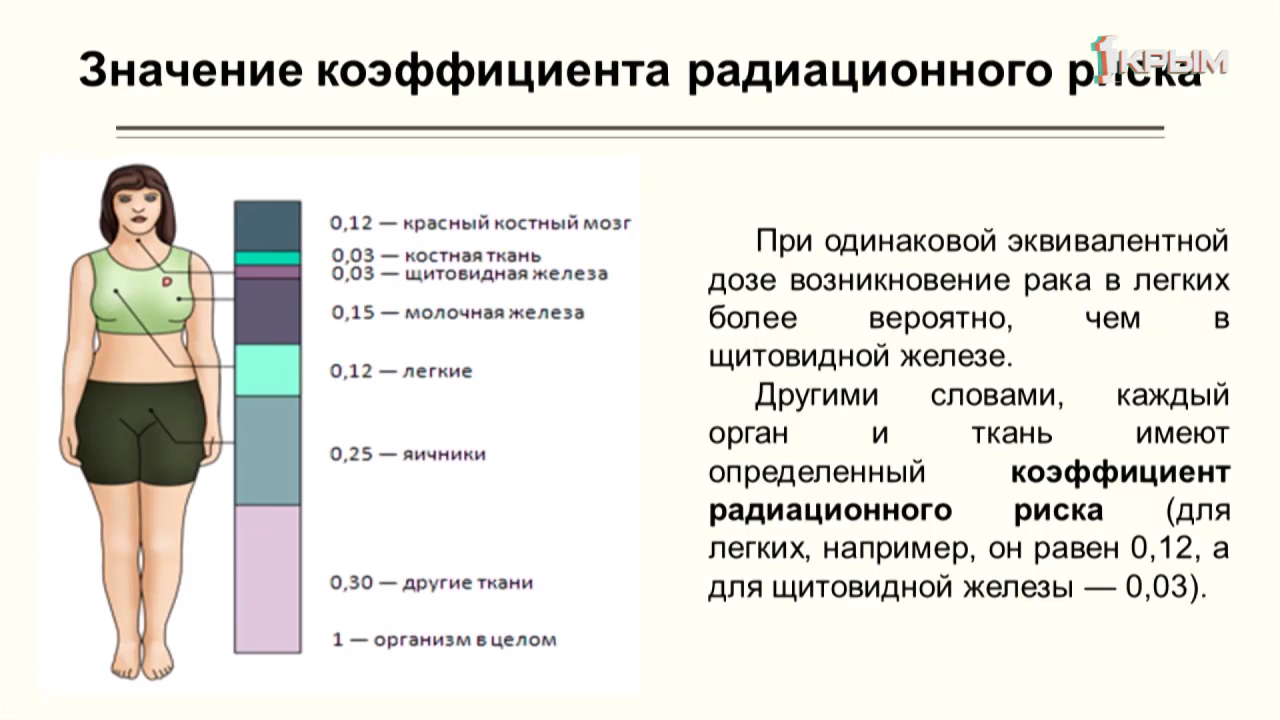 Значение коэффициента радиационного риска
1КРЫМ
0,12 — красный костный мозг
0,03 — костная ткань
0,03 — щитовидная железа
0,15 — молочная железа
0,12 — легкие
0,25 — яичники
0,30 — другие ткани
1 — организм в целом
При одинаковой эквивалентной
дозе возникновение рака в легких
более вероятно, чем в
щитовидной железе.
Другими словами, каждый
орган и ткань имеют
определенный коэффициент
радиационного риска (для
легких, например, он равен 0,12, а
для щитовидной железы — 0,03).